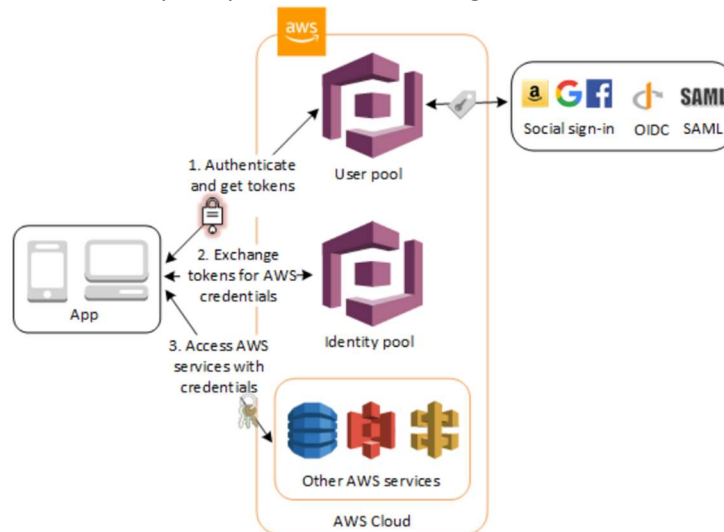 aws
a
G
f
SAML
Social sign-in
OIDC
SAML
1. Authenticate
and get tokens
User pool
2. Exchange
tokens for AWS
credentials
App
Identity pool
3. Access AWS
services with
credentials
Other AWS services
AWS Cloud